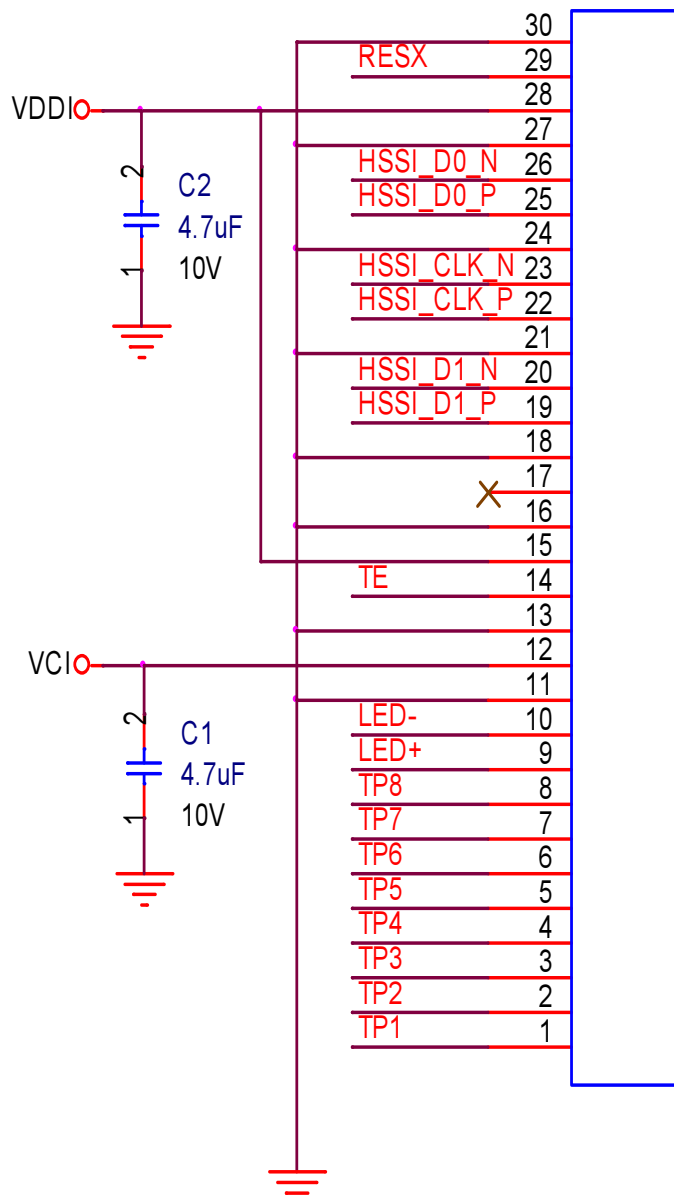 30
RESX 29
VDDI 28
27
HSSI_D0_N 26
2 C2
HSSI_D0_P 25
4.7uF
24
1 10V
HSSI_CLK_N 23
HSSI_CLK_P 22
21
HSSI_D1_N 20
HSSI_D1_P 19
18
17
16
15
TE 14
13
VCI 12
11
2 C1
LED- 10
4.7uF
LED+ 9
1 10V
TP8 8
TP7 7
TP6 6
TP5 5
TP4 4
TP3 3
TP2 2
TP1 1